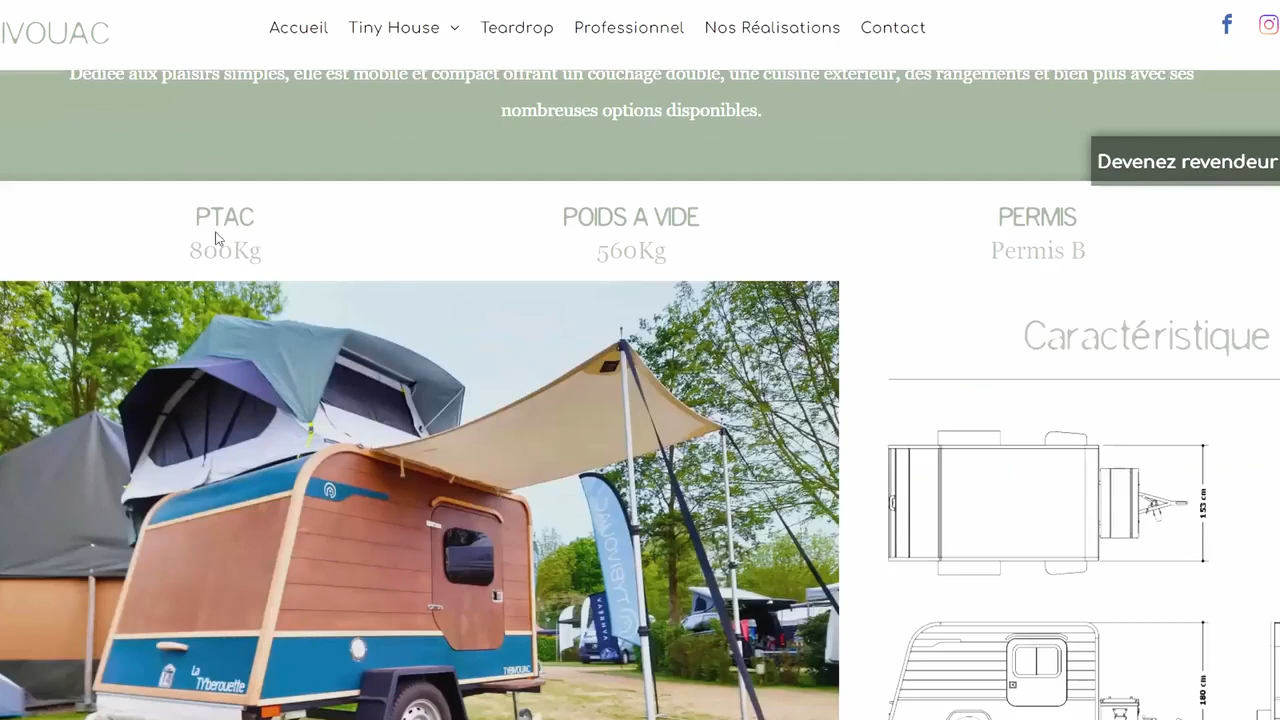 IVOUAC
Accueil Tiny House Teardrop Professionnel Nos Réalisations Contact
Dédiée aux plaisirs simples, elle est mobile et compact offrant un couchage double, une cuisine extérieur, des rangements et bien plus avec ses
nombreuses options disponibles.
Devenez revendeur
PTAC
800Kg
POIDS A VIDE
560Kg
PERMIS
Permis B
Caractéristique
153 cm
180 cm
TYBIVOUAC
La
TYberouette
TYBIVOUAC